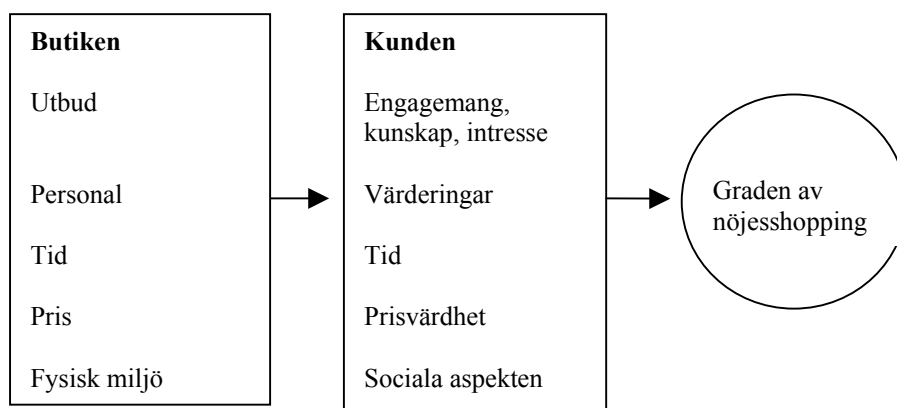 Butiken
Utbud
Personal
Tid
Pris
Fysisk miljö
Kunden
Engagemang,
kunskap, intresse
Värderingar
Tid
Prisvärdhet
Sociala aspekten
Graden av
nöjesshopping